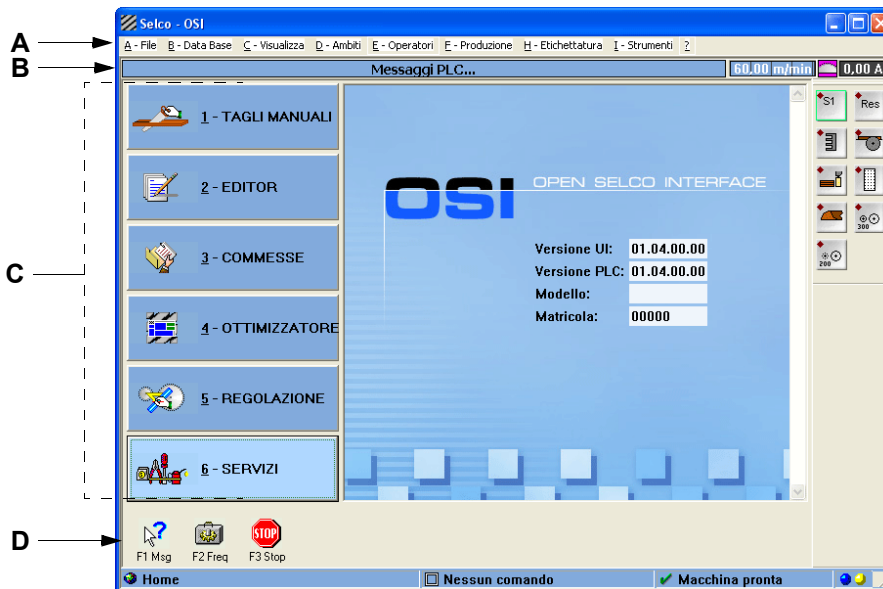 Selco - OSI
A
A - File B - Data Base C - Visualizza D - Ambiti E - Operatori F - Produzione H - Etichettatura I - Strumenti ?
B
Messaggi PLC... 60,00 m/min 0,00 A
1 - TAGLI MANUALI
S1 Res
OSI OPEN SELCO INTERFACE
2 - EDITOR
300
Versione UI: 01.04.00.00
C
3 - COMMESSE
200
Versione PLC: 01.04.00.00
Modello:
Matricola: 00000
4 - OTTIMIZZATORE
5 - REGOLAZIONE
6 - SERVIZI
D
STOP
F1 Msg F2 Freq F3 Stop
Home Nessun comando Macchina pronta